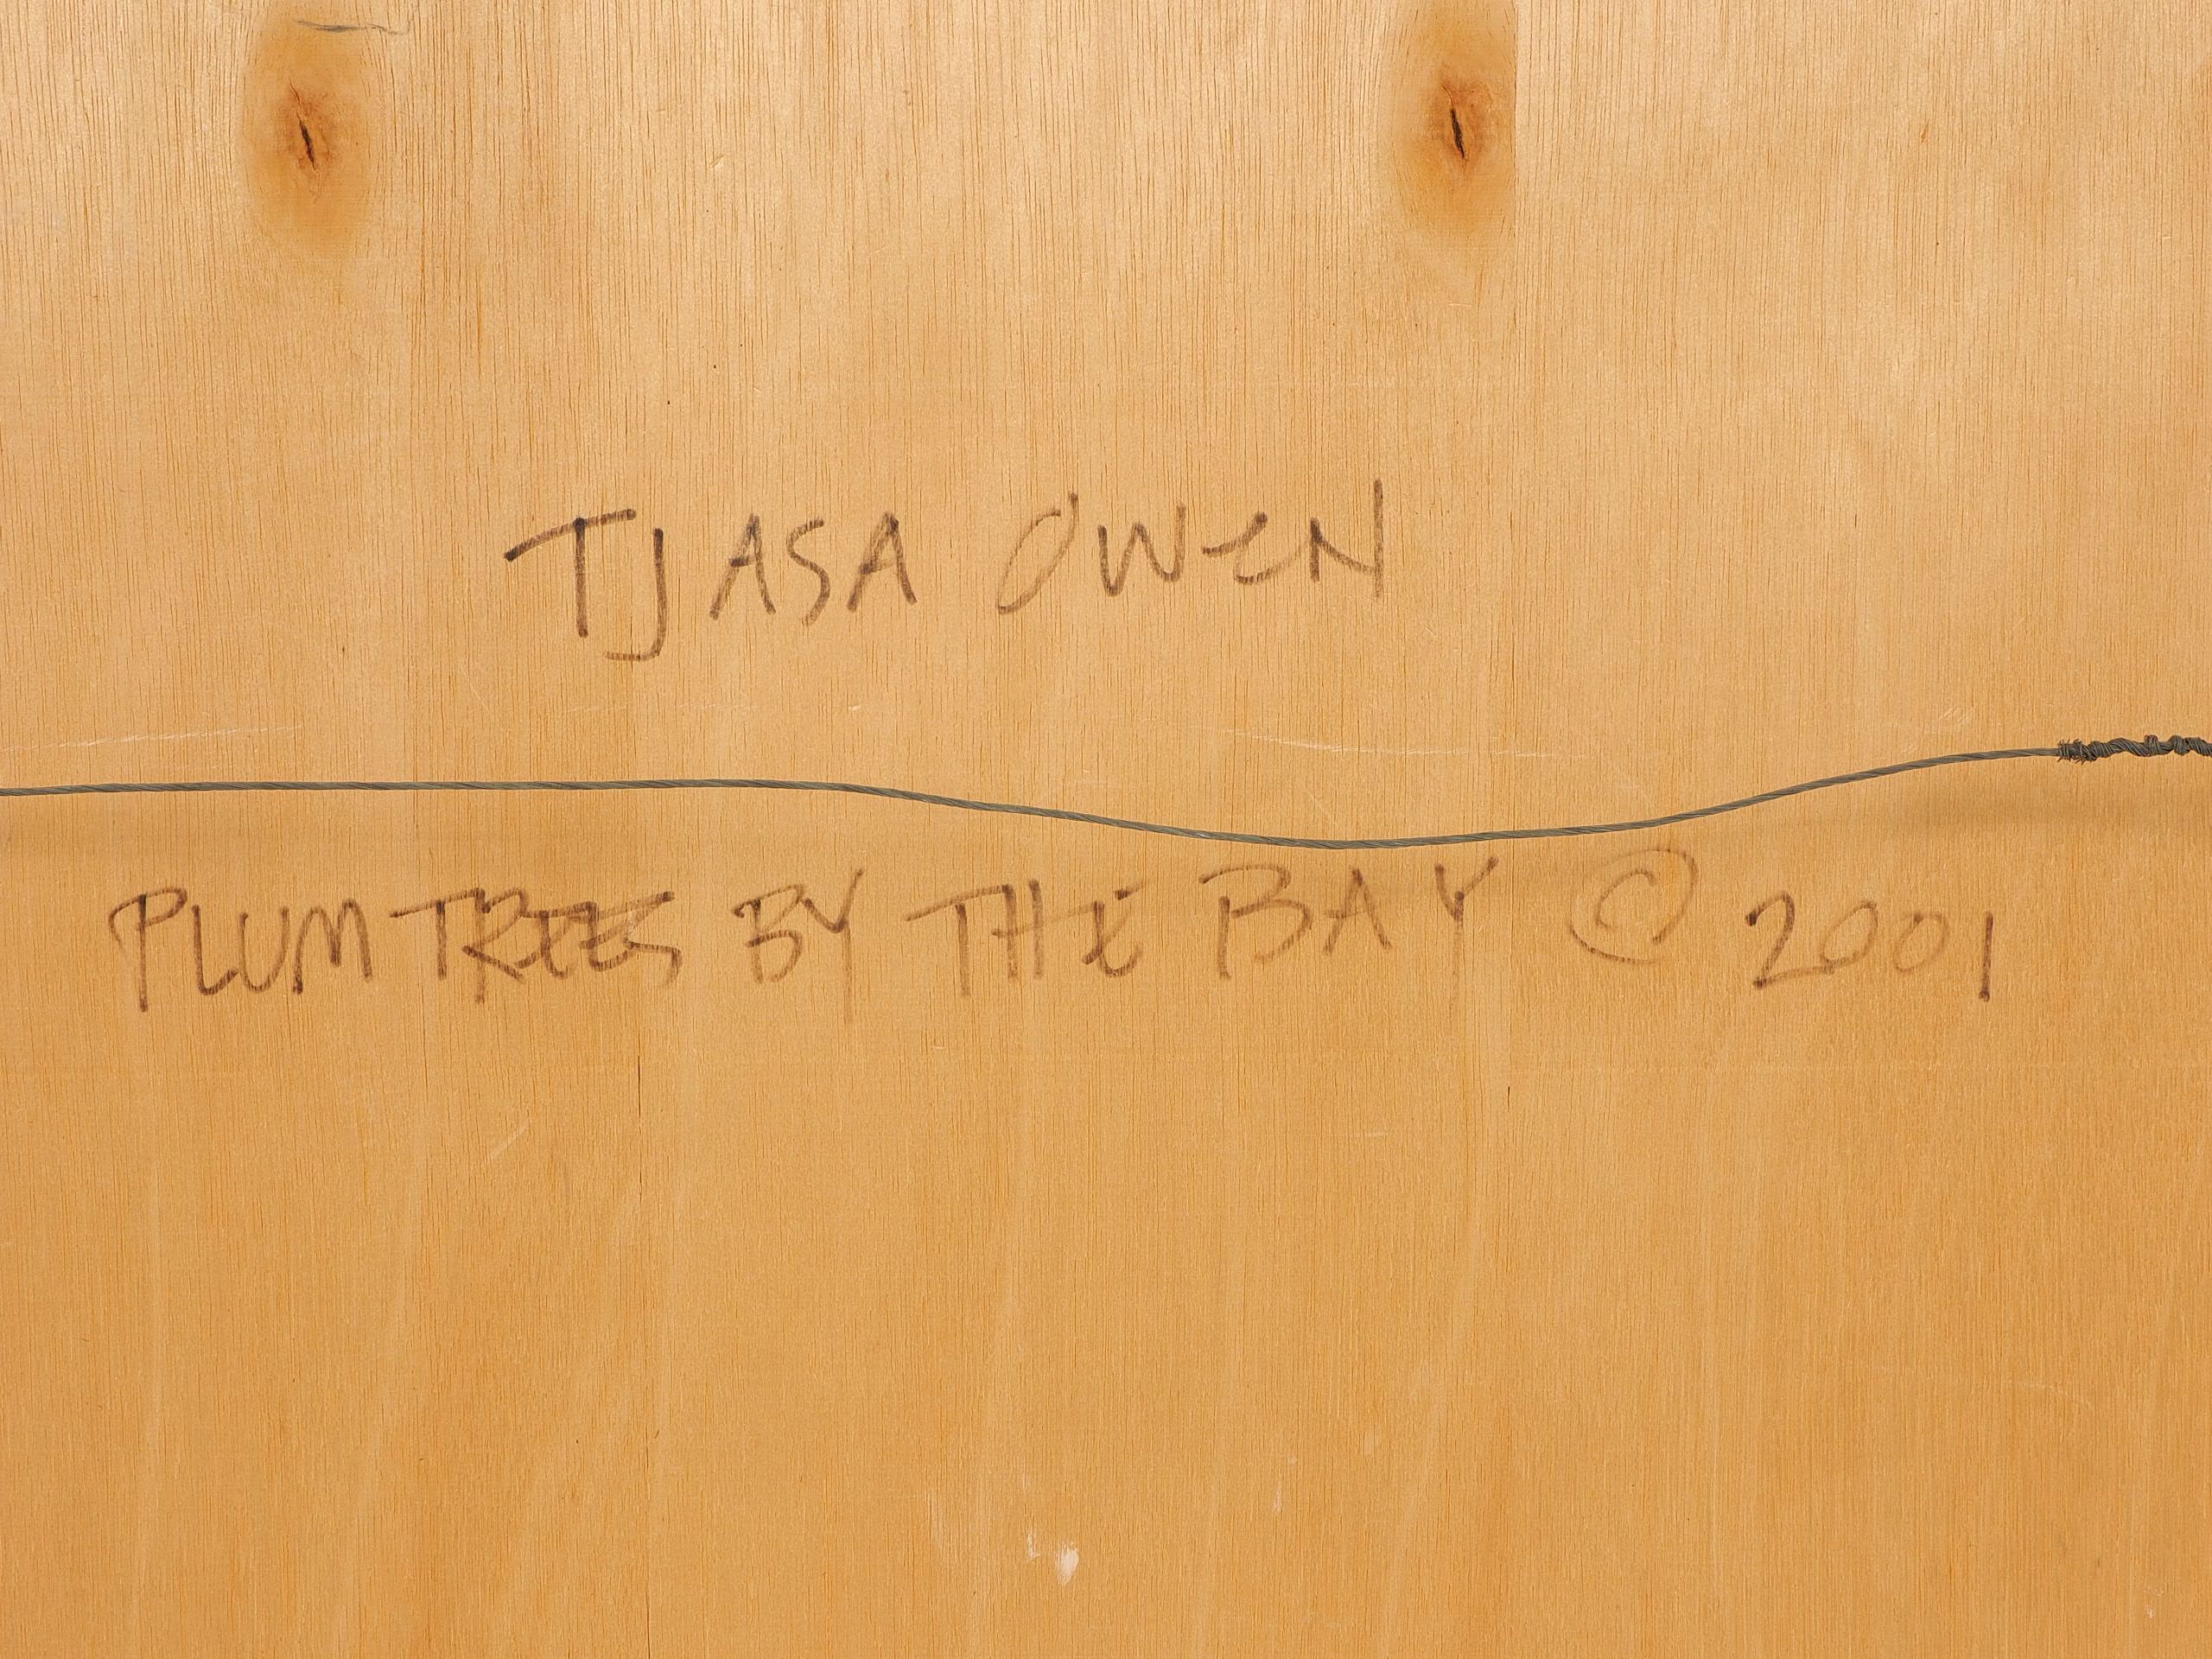 TJASA OWEN
PLUM TREES BY THE BAY © 2001